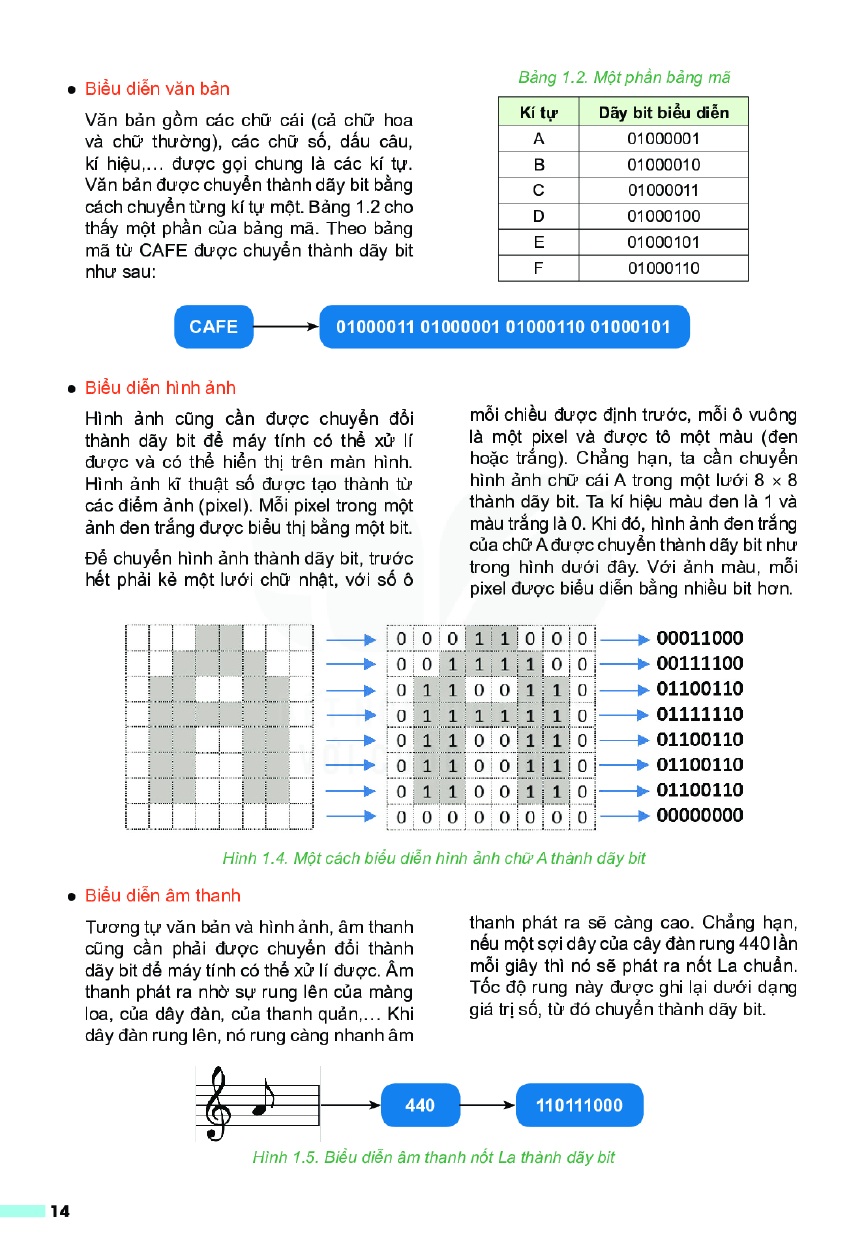 • Biểu diễn văn bản
Văn bản gồm các chữ cái (cả chữ hoa
và chữ thường), các chữ số, dấu câu,
kí hiệu,… được gọi chung là các kí tự.
Văn bản được chuyển thành dãy bit bằng
cách chuyển từng kí tự một. Bảng 1.2 cho
thấy một phần của bảng mã. Theo bảng
mã từ CAFE được chuyển thành dãy bit
như sau:
Bảng 1.2. Một phần bảng mã
Kí tự Dãy bit biểu diễn
A 01000001
B 01000010
C 01000011
D 01000100
E 01000101
F 01000110
CAFE 01000011 01000001 01000110 01000101
• Biểu diễn hình ảnh
Hình ảnh cũng cần được chuyển đổi
thành dãy bit để máy tính có thể xử lí
được và có thể hiển thị trên màn hình.
Hình ảnh kĩ thuật số được tạo thành từ
các điểm ảnh (pixel). Mỗi pixel trong một
ảnh đen trắng được biểu thị bằng một bit.
Để chuyển hình ảnh thành dãy bit, trước
hết phải kẻ một lưới chữ nhật, với số ô
mỗi chiều được định trước, mỗi ô vuông
là một pixel và được tô một màu (đen
hoặc trắng). Chẳng hạn, ta cần chuyển
hình ảnh chữ cái A trong một lưới 8 × 8
thành dãy bit. Ta kí hiệu màu đen là 1 và
màu trắng là 0. Khi đó, hình ảnh đen trắng
của chữ A được chuyển thành dãy bit như
trong hình dưới đây. Với ảnh màu, mỗi
pixel được biểu diễn bằng nhiều bit hơn.
0 0 0 1 1 0 0 0 00011000
0 0 1 1 1 1 0 0 00111100
0 1 1 0 0 1 1 0 01100110
0 1 1 1 1 1 1 0 01111110
0 1 1 0 0 1 1 0 01100110
0 1 1 0 0 1 1 0 01100110
0 1 1 0 0 1 1 0 01100110
0 0 0 0 0 0 0 0 00000000
Hình 1.4. Một cách biểu diễn hình ảnh chữ A thành dãy bit
• Biểu diễn âm thanh
Tương tự văn bản và hình ảnh, âm thanh
cũng cần phải được chuyển đổi thành
dãy bit để máy tính có thể xử lí được. Âm
thanh phát ra nhờ sự rung lên của màng
loa, của dây đàn, của thanh quản,… Khi
dây đàn rung lên, nó rung càng nhanh âm
thanh phát ra sẽ càng cao. Chẳng hạn,
nếu một sợi dây của cây đàn rung 440 lần
mỗi giây thì nó sẽ phát ra nốt La chuẩn.
Tốc độ rung này được ghi lại dưới dạng
giá trị số, từ đó chuyển thành dãy bit.
440 110111000
Hình 1.5. Biểu diễn âm thanh nốt La thành dãy bit
14